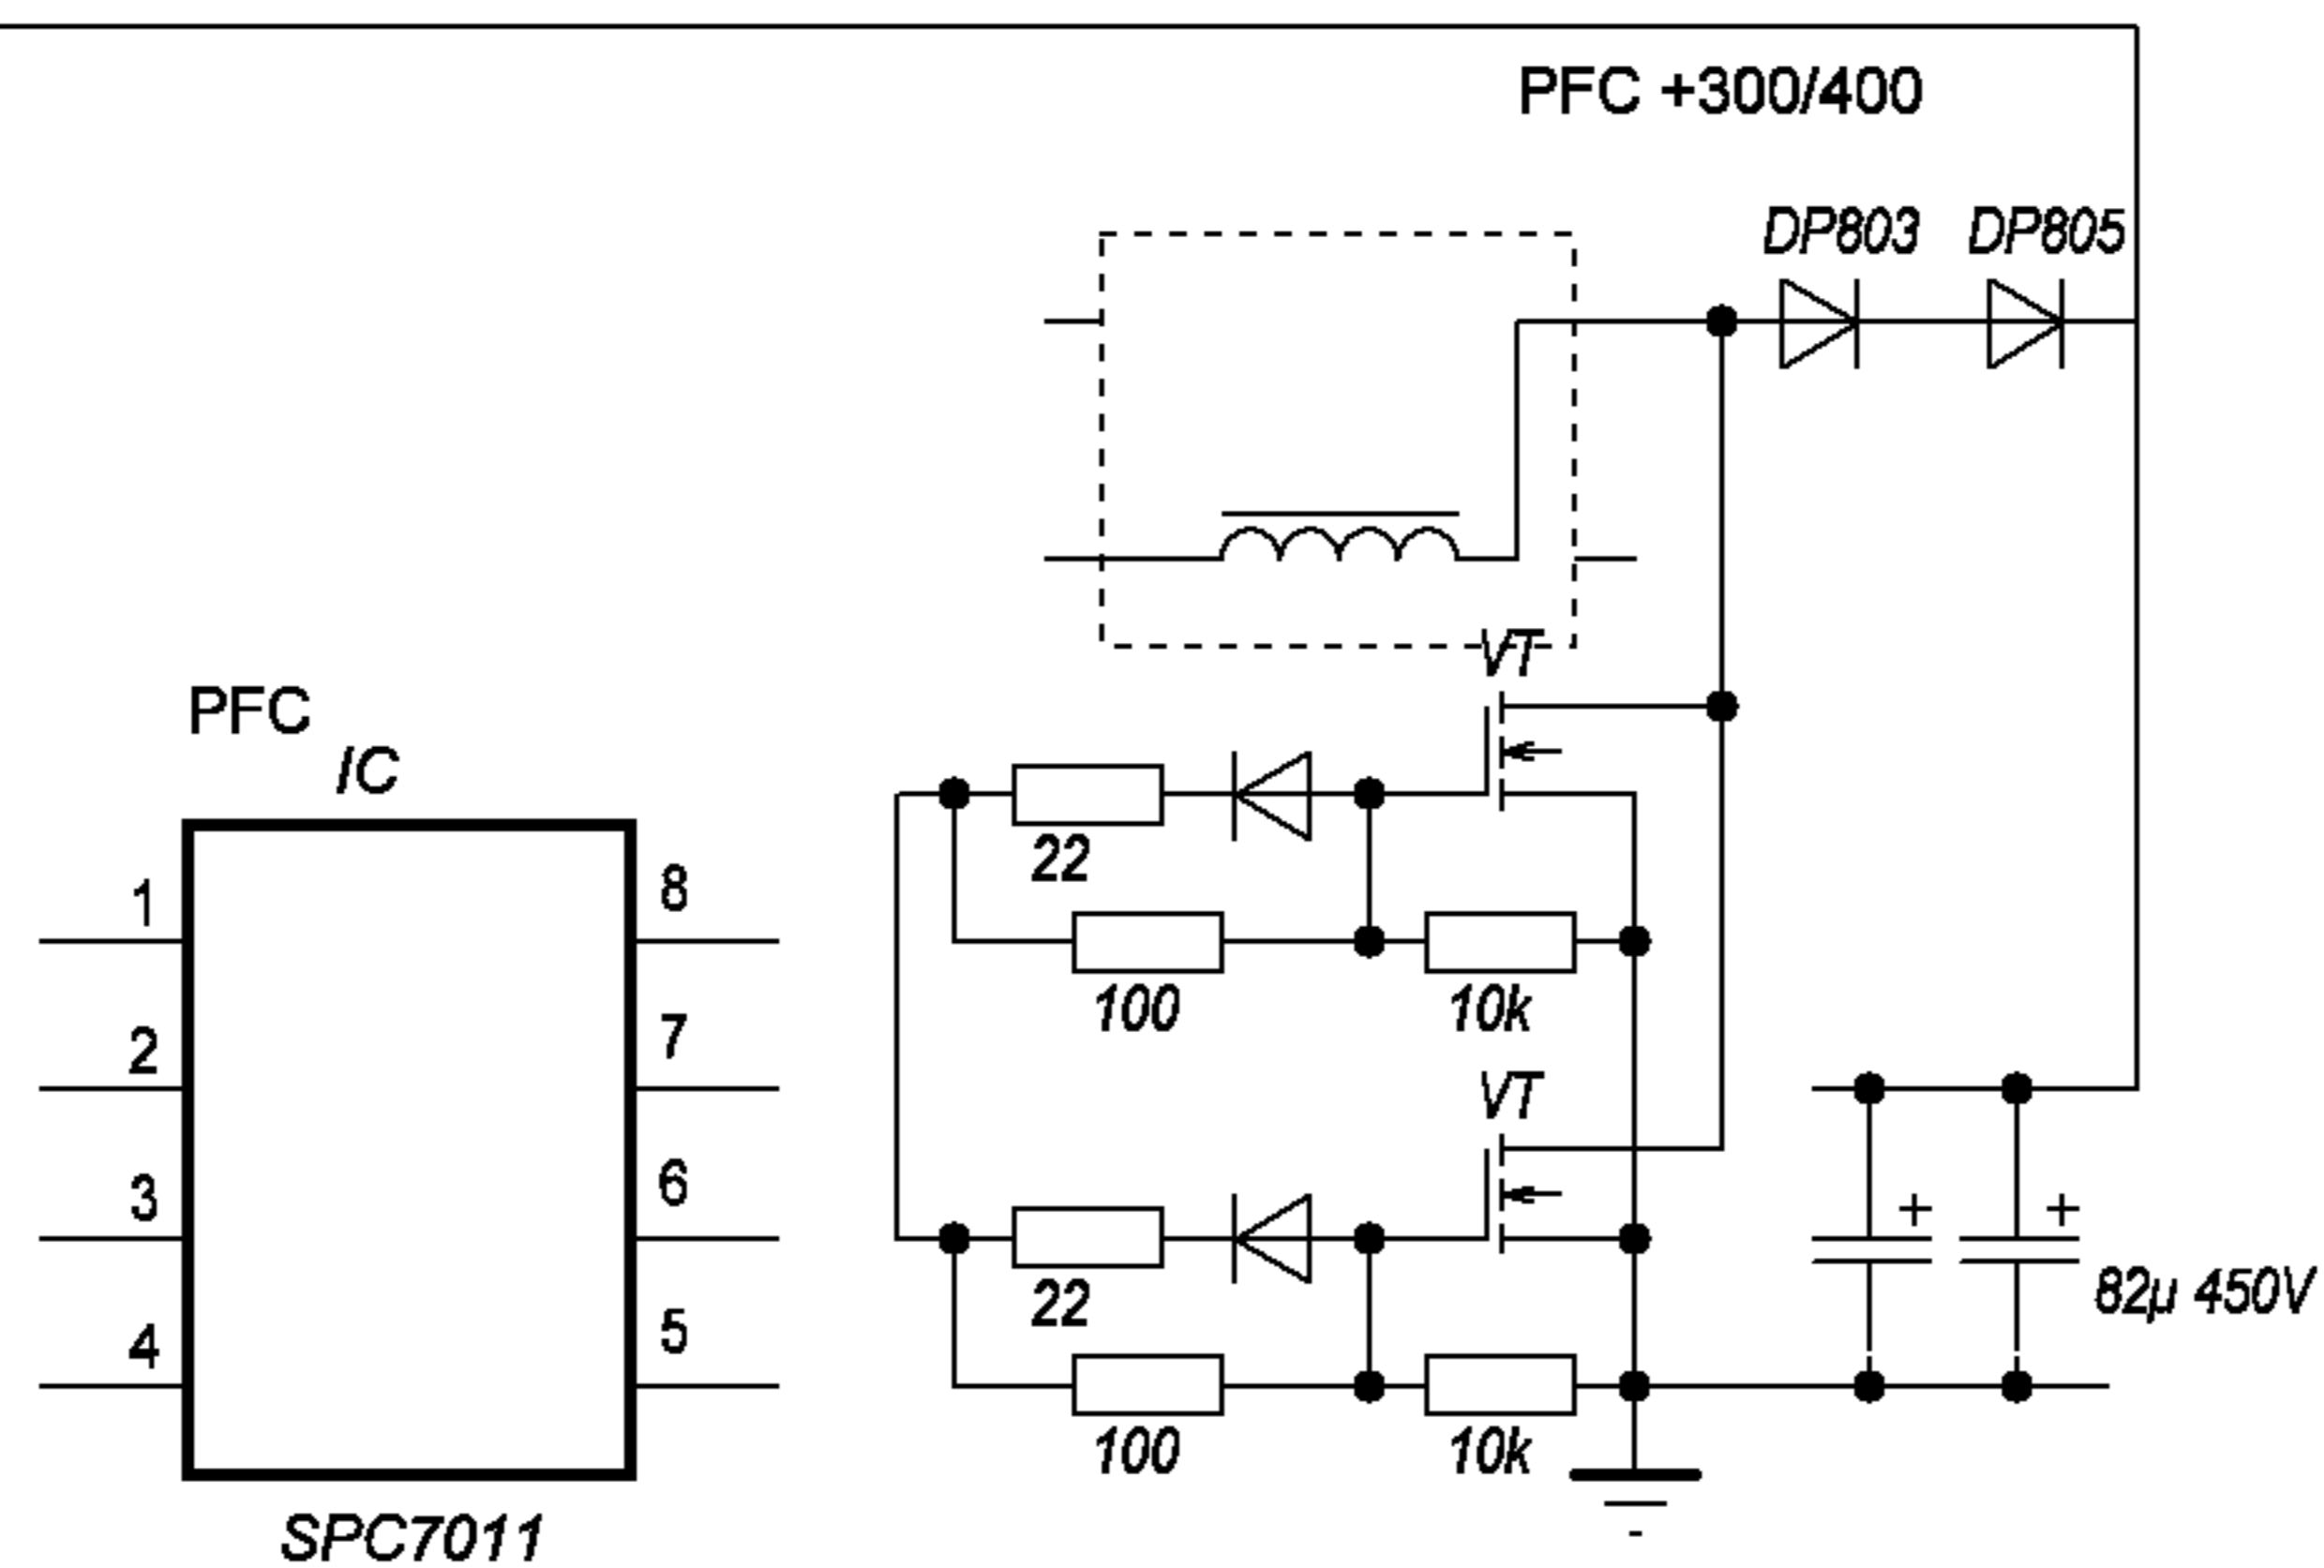 PFC +300/400
DP803 DP805
VT
PFC
IC
22
1 8
100 10k
2 7
VT
3 6
22
82µ 450V
+ +
4 5
100 10k
SPC7011
-